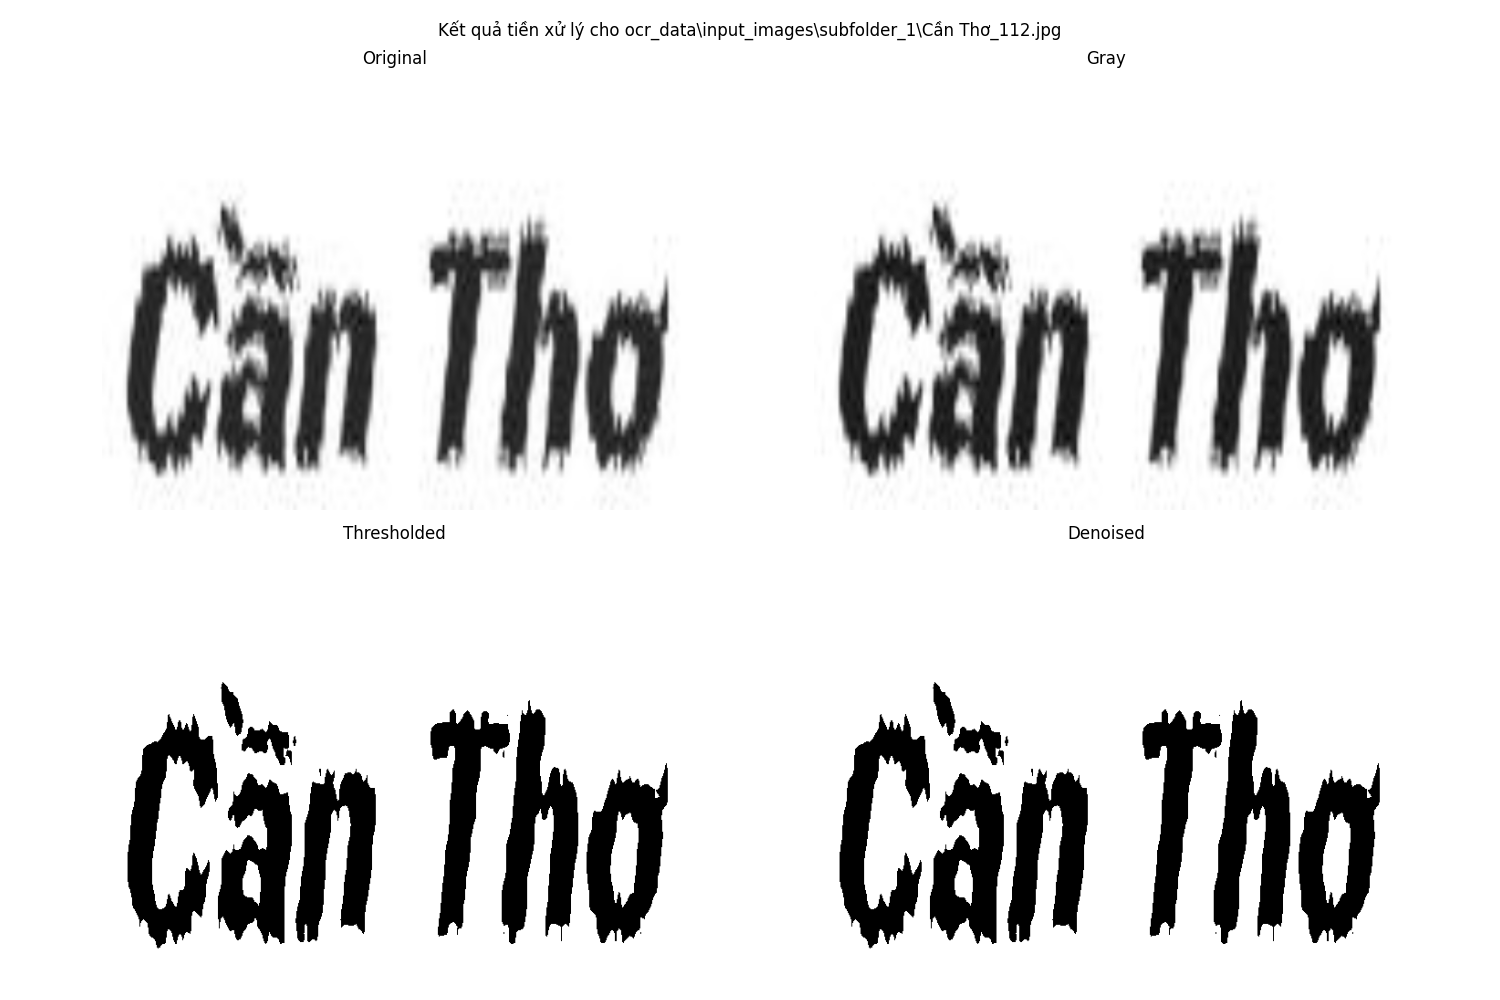 Kết quả tiền xử lý cho ocr_data\input_images\subfolder_1\Cần Thơ_112.jpg
Original
Gray
Cần Thơ
Cần Thơ
Thresholded
Denoised
Cần Thơ
Cần Thơ